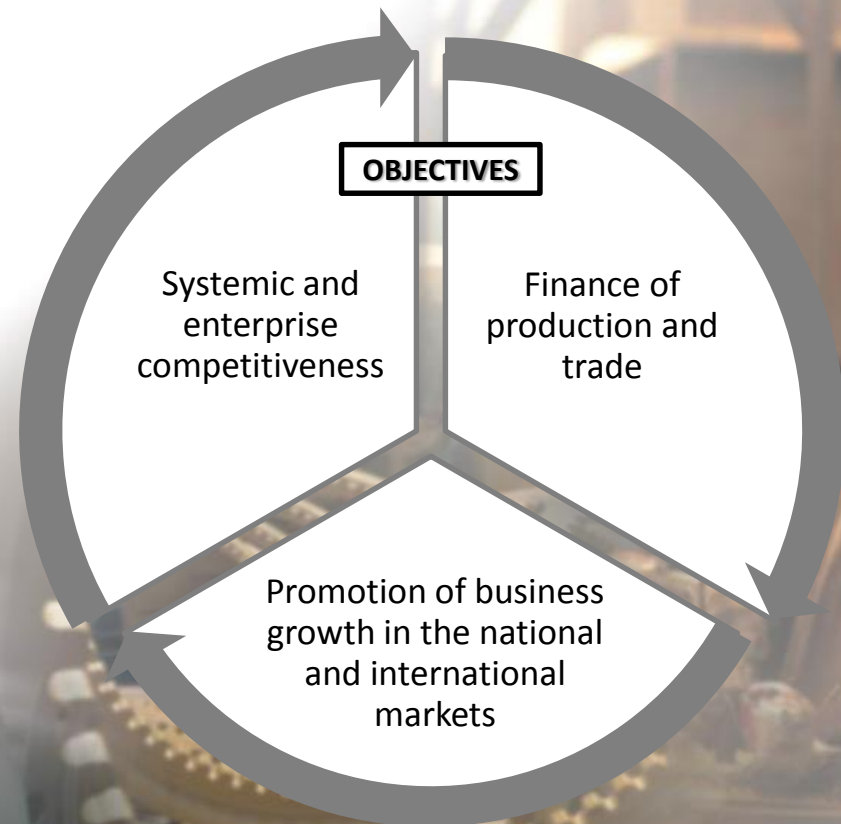 OBJECTIVES
Systemic and
enterprise
competitiveness
Finance of
production and
trade
Promotion of business
growth in the national
and international
markets